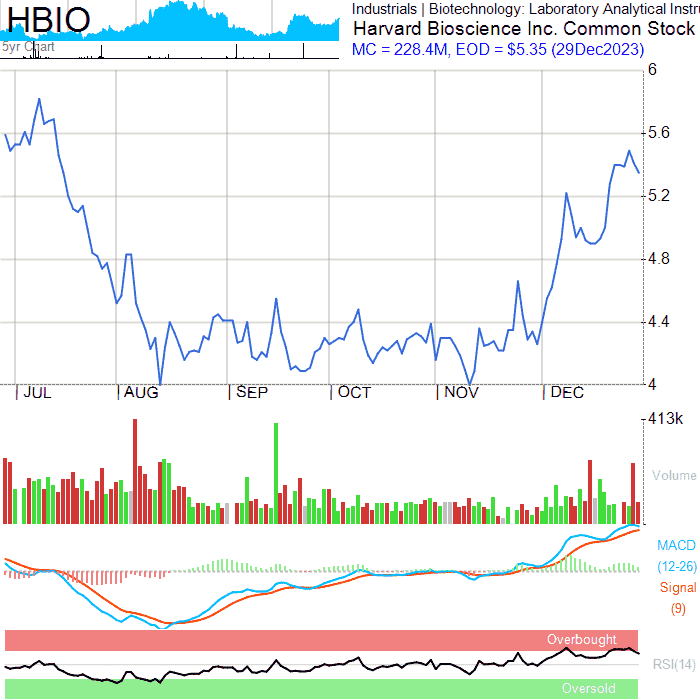 HBIO
5yr Chart
Industrials | Biotechnology: Laboratory Analytical Instru
Harvard Bioscience Inc. Common Stock
MC = 228.4M, EOD = $5.35 (29Dec2023)
6
5.6
5.2
4.8
4.4
4
JUL
AUG
SEP
OCT
NOV
DEC
413k
Volume
MACD
(12-26)
Signal
(9)
Overbought
RSI(14)
Oversold